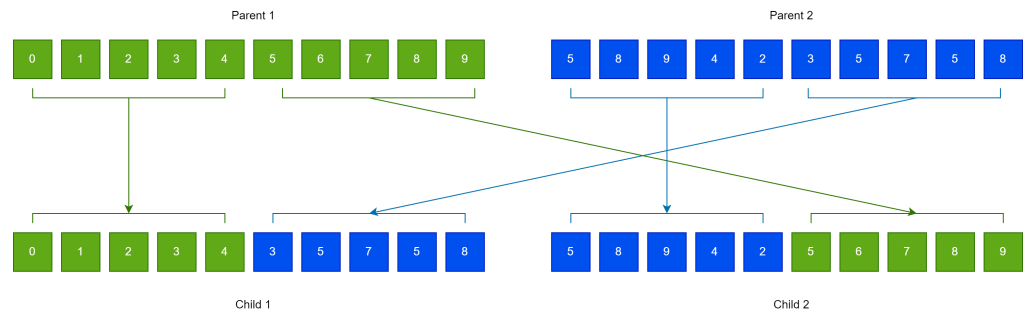 Parent 1 Parent 2
0 1 2 3 4 5 6 7 8 9 5 8 9 4 2 3 5 7 5 8
0 1 2 3 4 3 5 7 5 8 5 8 9 4 2 5 6 7 8 9
Child 1 Child 2